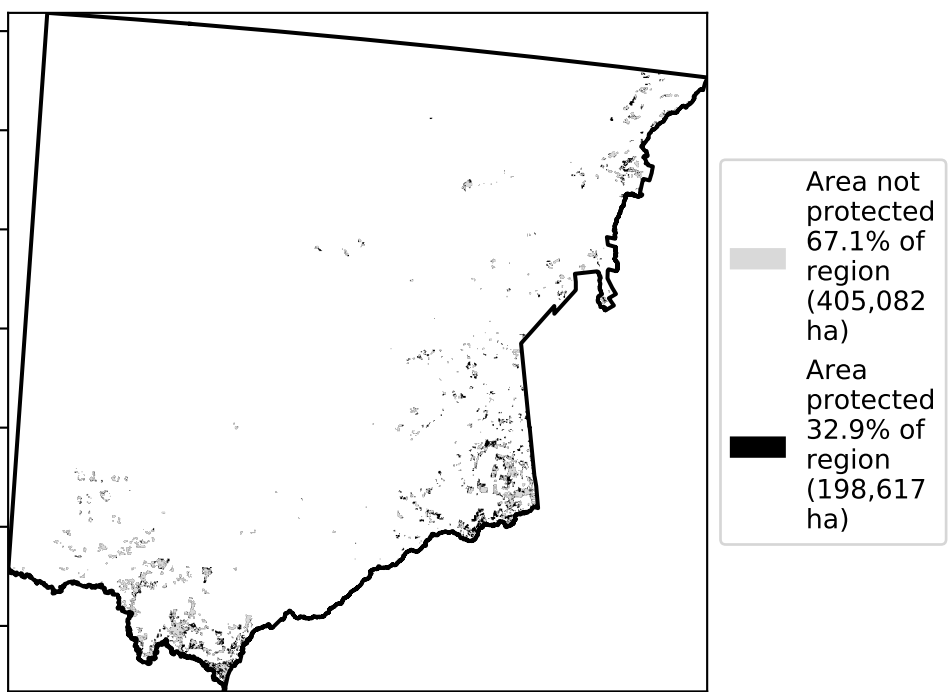 Area not
protected
67.1% of
region
(405,082
ha)
Area
protected
32.9% of
region
(198,617
ha)